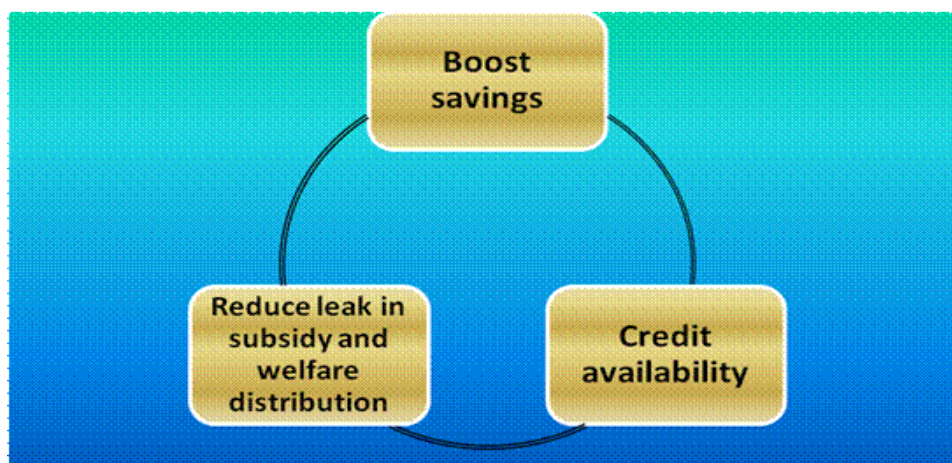 Boost
savings
Reduce leak in
subsidy and
welfare
distribution
Credit
availability